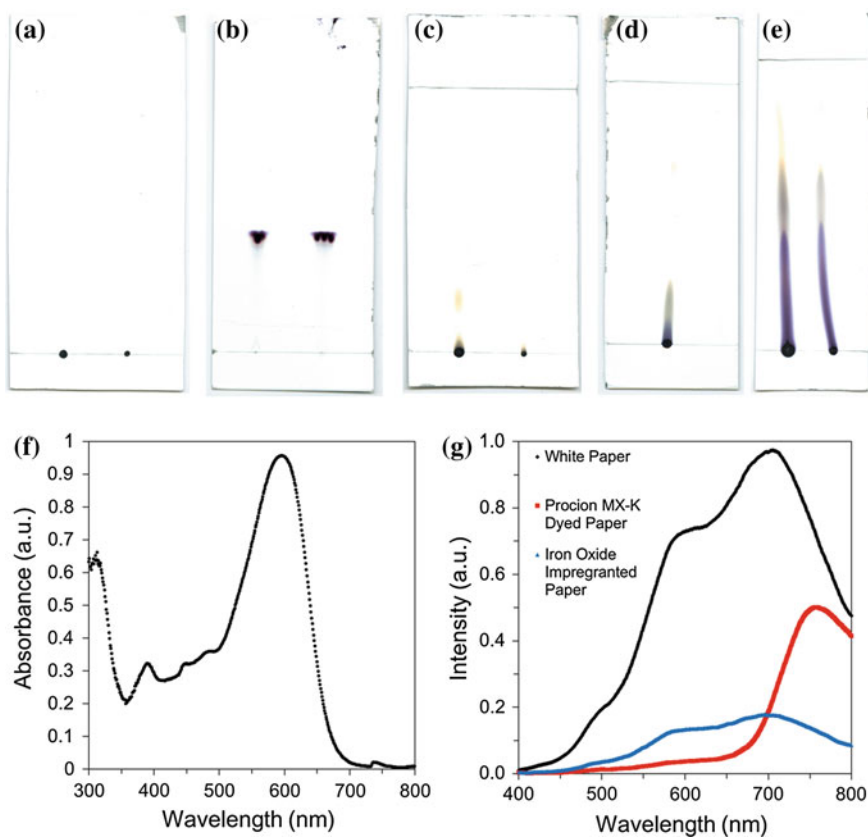 (a)
(b)
(c)
(d)
(e)
(f)
1
0.9
0.8
0.7
0.6
0.5
0.4
0.3
0.2
0.1
0
Absorbance (a.u.)
300
400
500
600
700
800
Wavelength (nm)
(g)
1.0
0.8
0.6
0.4
0.2
0.0
Intensity (a.u.)
White Paper
Procion MX-K
Dyed Paper
Iron Oxide
Impregranted
Paper
400
500
600
700
800
Wavelength (nm)